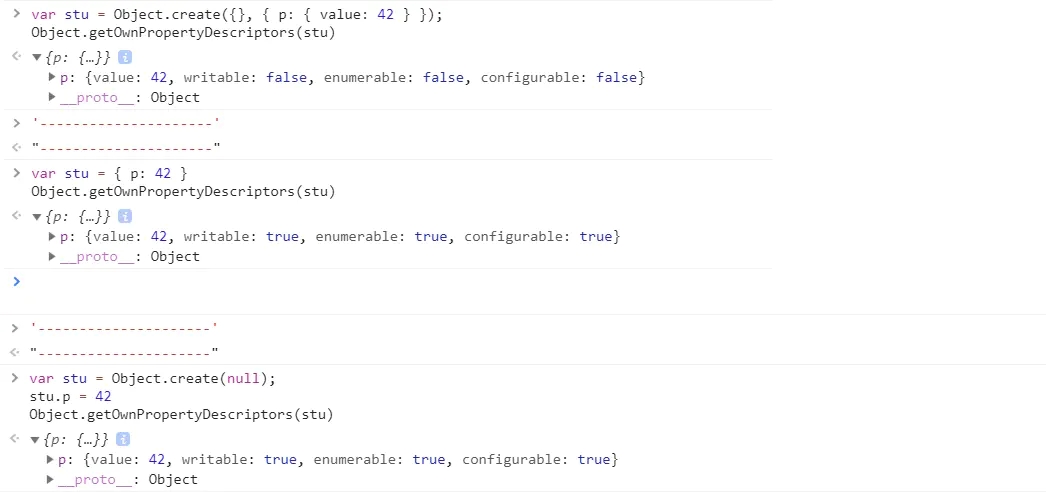 > var stu = Object.create({}, { p: { value: 42 } });
Object.getOwnPropertyDescriptors(stu)
<· ▼{p: {…}} i
▶p: {value: 42, writable: false, enumerable: false, configurable: false}
▶__proto__: Object
> '---------------------'
<· "---------------------"
> var stu = { p: 42 }
Object.getOwnPropertyDescriptors(stu)
<· ▼{p: {…}} i
▶p: {value: 42, writable: true, enumerable: true, configurable: true}
▶__proto__: Object
>
> '---------------------'
<· "---------------------"
> var stu = Object.create(null);
stu.p = 42
Object.getOwnPropertyDescriptors(stu)
<· ▼{p: {…}} i
▶p: {value: 42, writable: true, enumerable: true, configurable: true}
▶__proto__: Object